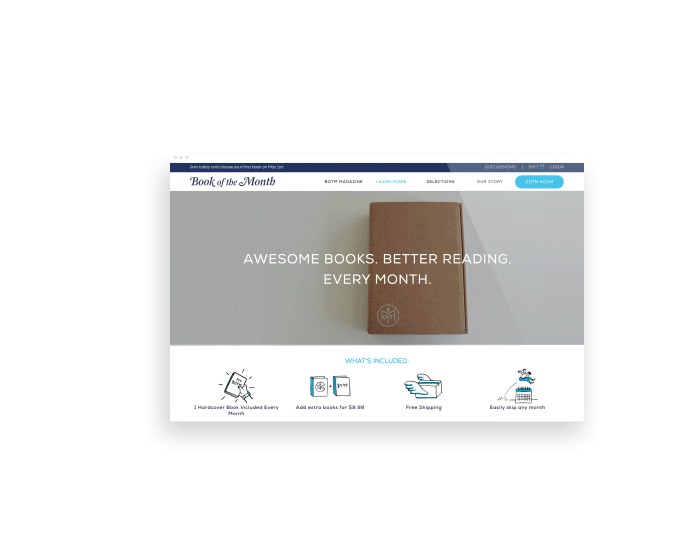 Join today and choose your first book on May 1st!
DISCUSSIONS | GIFT LOGIN
Book of the Month
BOTM MAGAZINE LEARN MORE SELECTIONS OUR STORY JOIN NOW
AWESOME BOOKS. BETTER READING.
EVERY MONTH.
WHAT'S INCLUDED:
1 Hardcover Book Included Every
Month
Add extra books for $9.99
Free Shipping
Easily skip any month